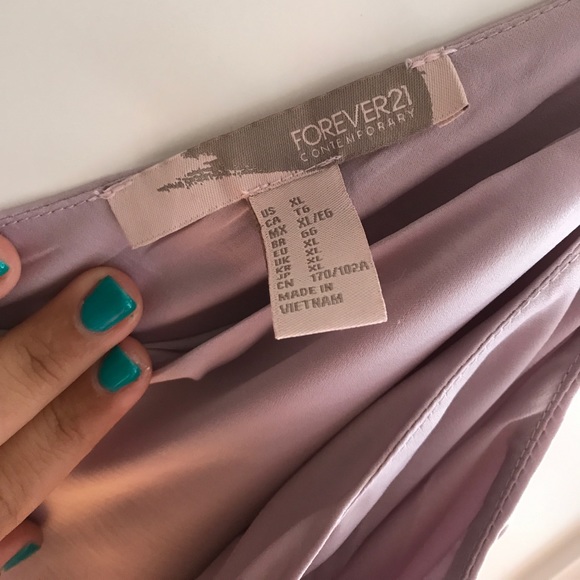 FOREVER21
CONTEMPORARY
US XL
CA TG
MX XL/EG
BR GG
EU XL
UK XL
KR XL
JP XL
CN 170/102A
MADE IN
VIETNAM